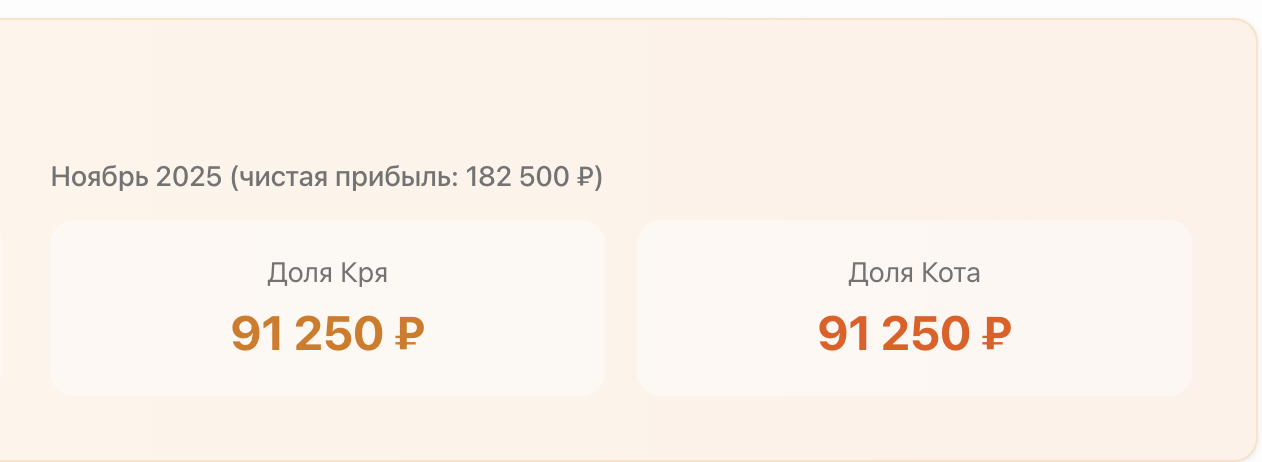 Ноябрь 2025 (чистая прибыль: 182 500 ₽)
Доля Кря
91 250 ₽
Доля Кота
91 250 ₽